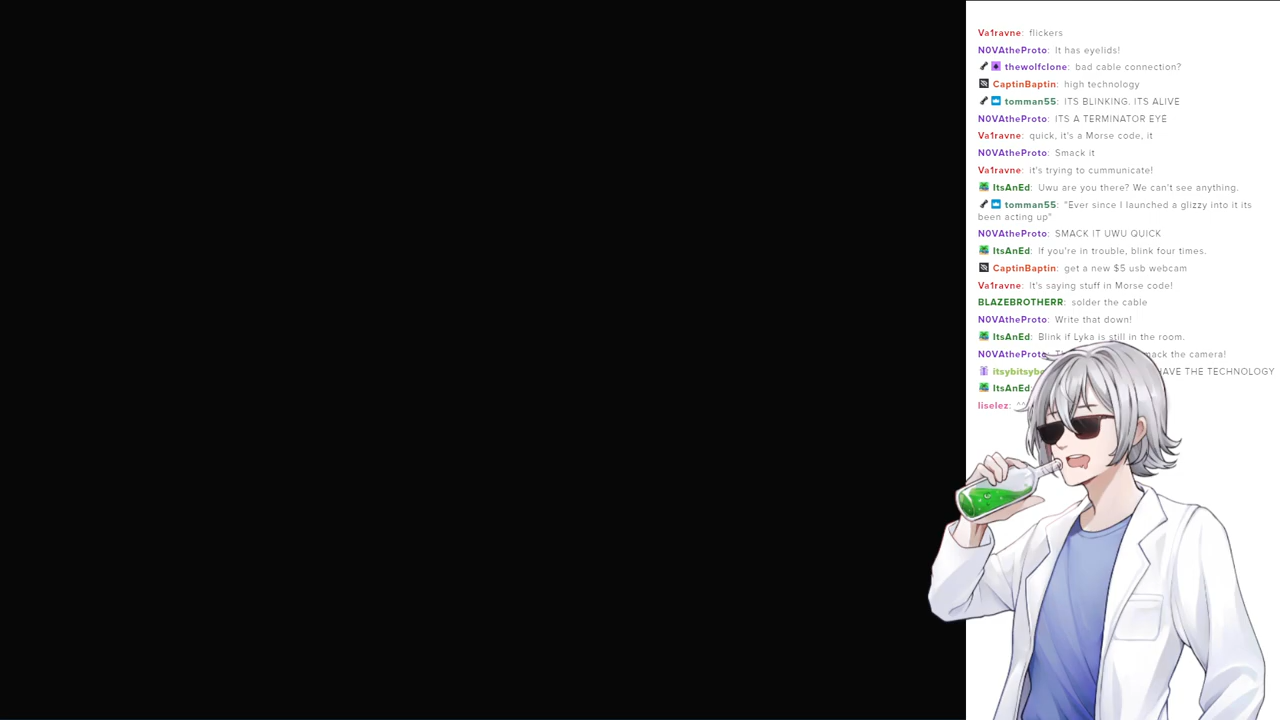 Va1ravne: flickers
N0VAtheProto: It has eyelids!
thewolfclone: bad cable connection?
CaptinBaptin: high technology
tomman55: ITS BLINKING. ITS ALIVE
N0VAtheProto: ITS A TERMINATOR EYE
Va1ravne: quick, it's a Morse code, it
N0VAtheProto: Smack it
Va1ravne: it's trying to cummunicate!
ItsAnEd: Uwu are you there? We can't see anything.
tomman55: "Ever since I launched a glizzy into it its
been acting up"
N0VAtheProto: SMACK IT UWU QUICK
ItsAnEd: If you're in trouble, blink four times.
CaptinBaptin: get a new $5 usb webcam
Va1ravne: It's saying stuff in Morse code!
BLAZEBROTHERR: solder the cable
N0VAtheProto: Write that down!
ItsAnEd: Blink if Lyka is still in the room.
N0VAtheProto: the camera!
THE TECHNOLOGY
ItsAnEd:
liselez: ^^